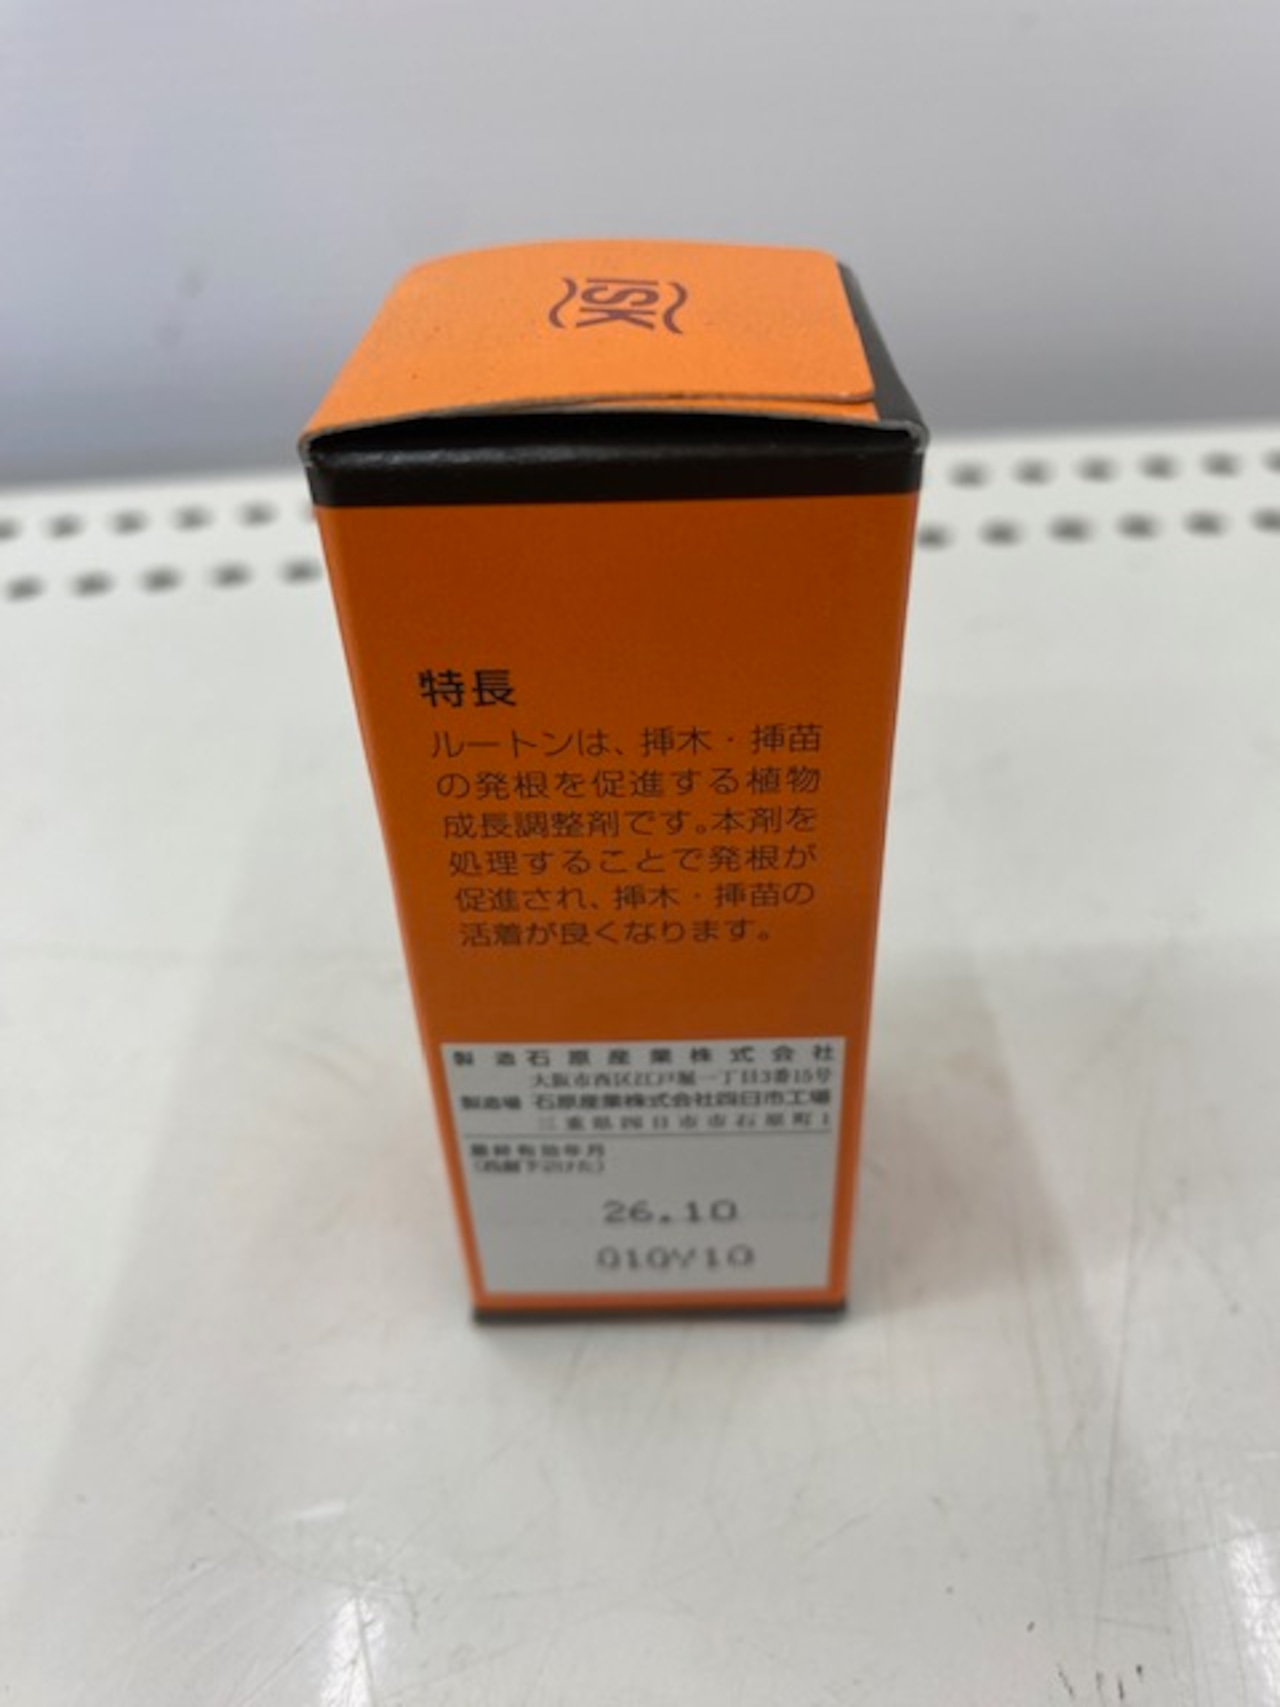 ISK
特長
ルートンは、挿木・挿苗
の発根を促進する植物
成長調整剤です。本剤を
処理することで発根が
促進され、挿木・挿苗の
活着が良くなります。
製造 石原産業株式会社
大阪市西区江戸堀一丁目3番15号
製造場 石原産業株式会社四日市工場
三重県四日市市石原町1
最終有効年月
(西暦下2けた)
26.10